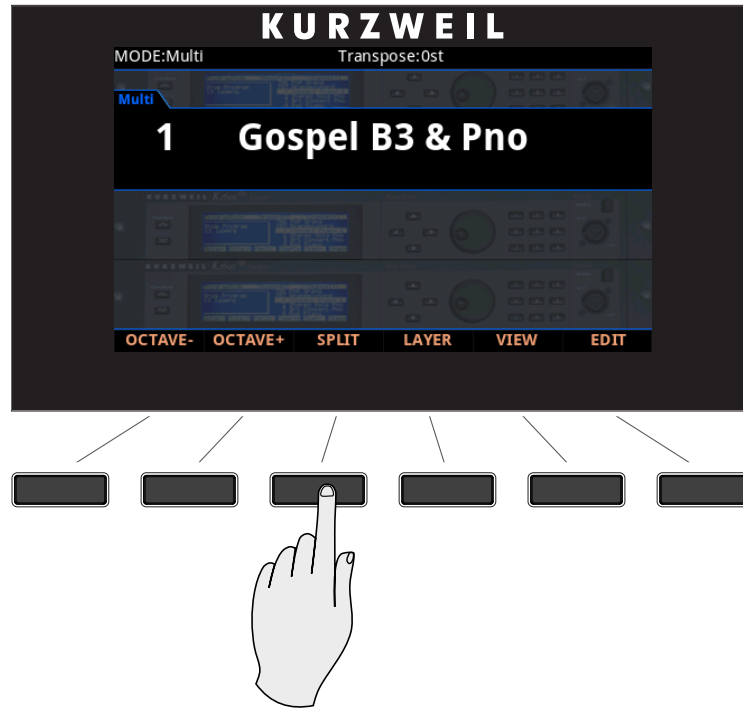 KURZWEIL
MODE:Multi Transpose:0st
Multi
1 Gospel B3 & Pno
OCTAVE- OCTAVE+ SPLIT LAYER VIEW EDIT